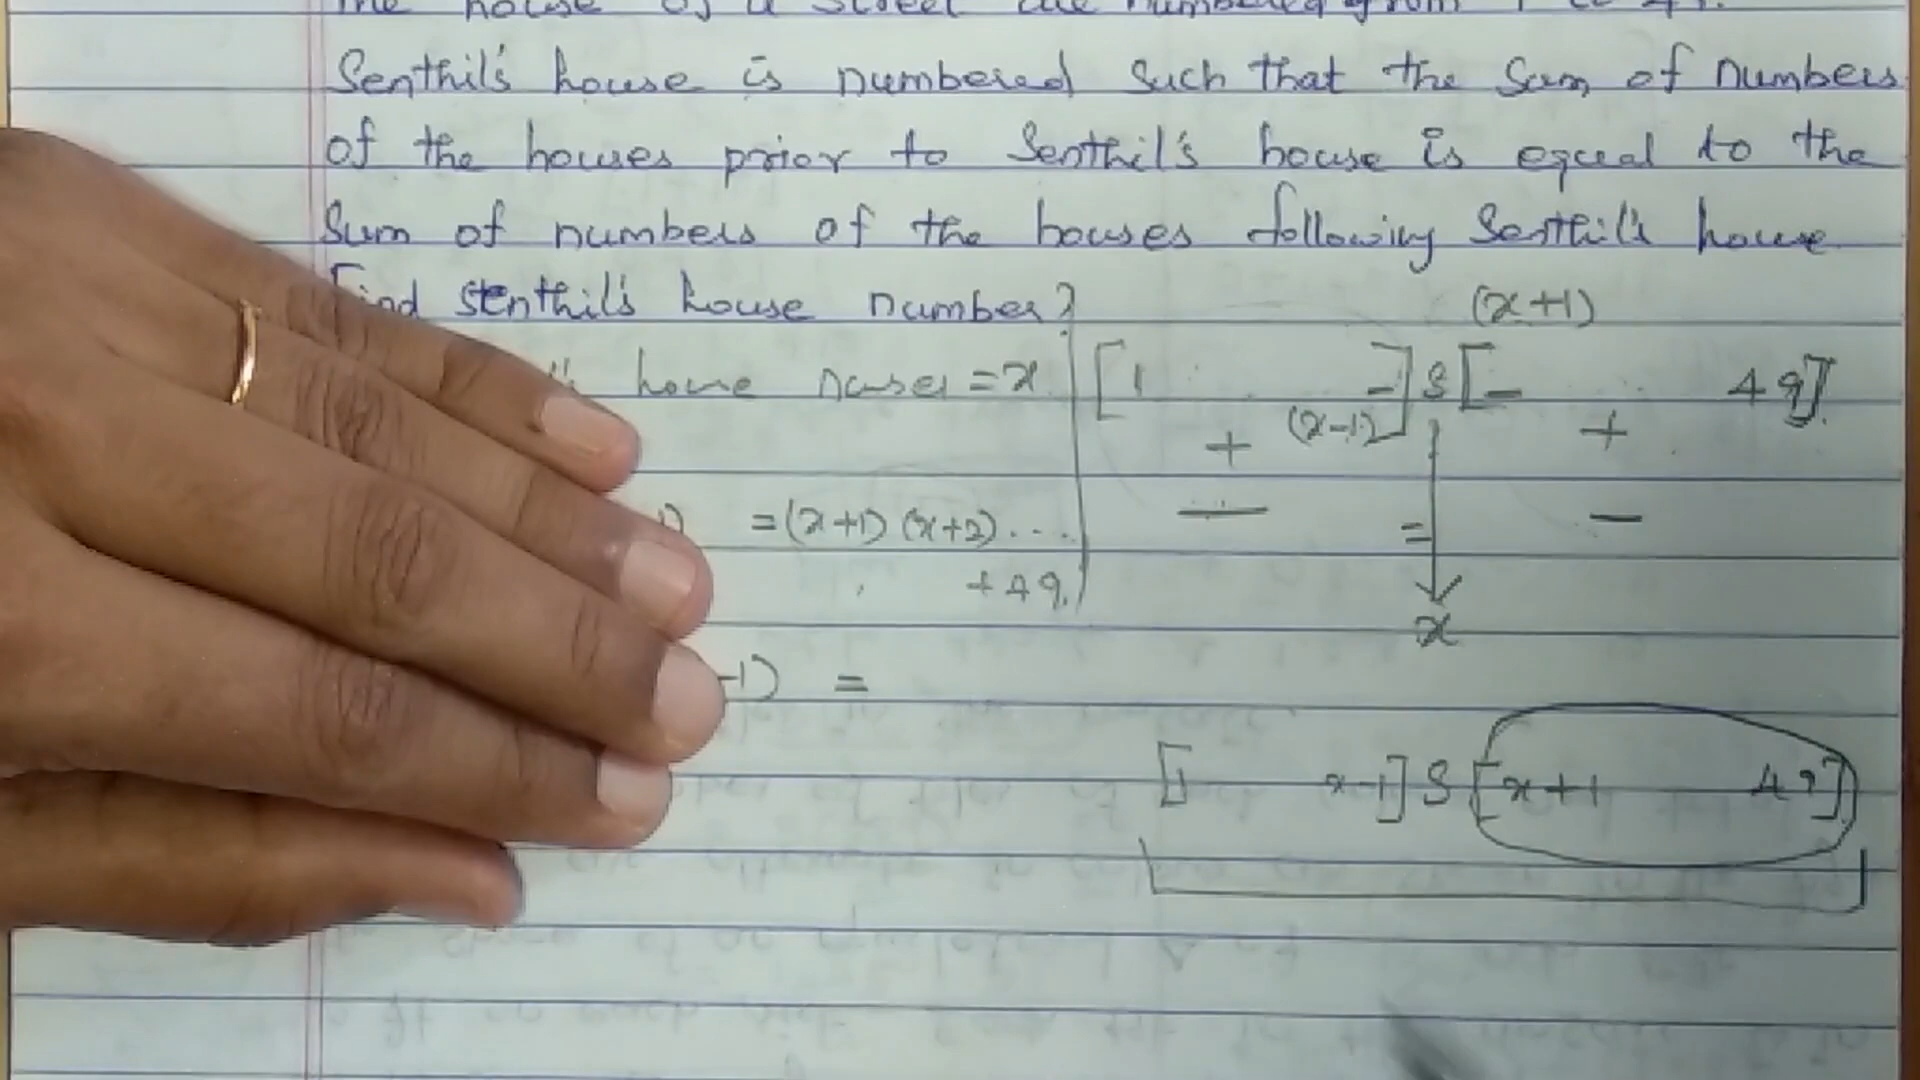 Senthil's house is numbered such that the sum of numbers
of the houses prior to Senthil's house is equal to the
sum of numbers of the houses following Senthil's house
Find Senthil's house number?
(x+1)
house = x
[1 -] S [- 49]
(x-1)
+ +
= (x+1) (x+2) ...
— = -
+ 49
x
-1) =
[1 x-1] S [x+1 49]